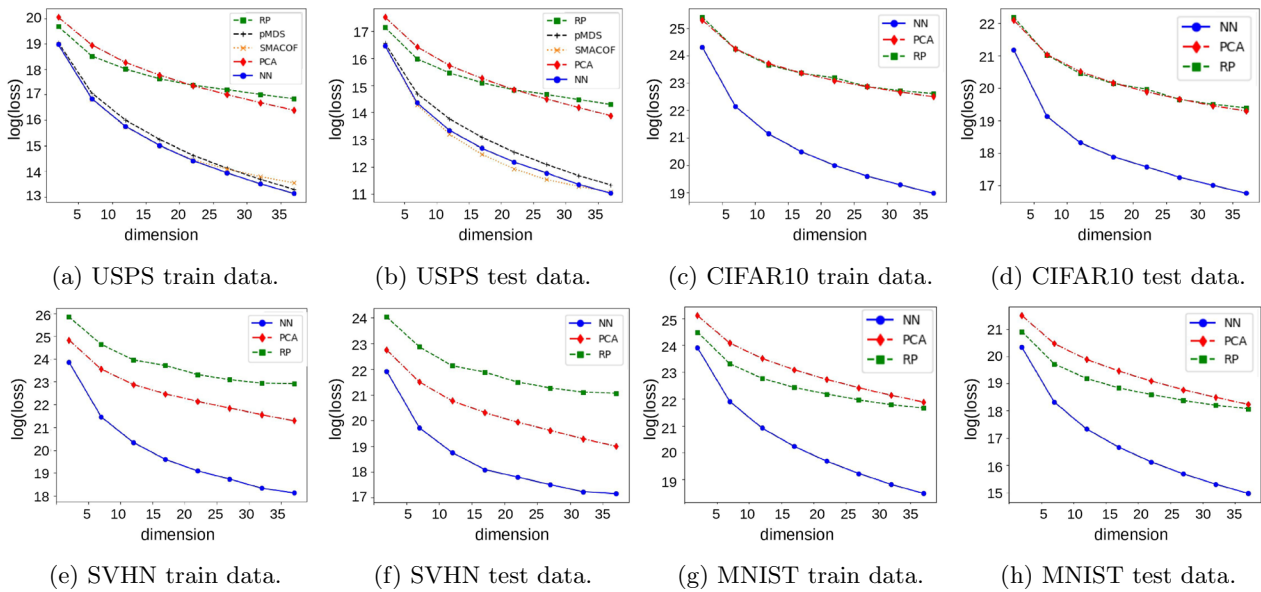 20
19
18
17
16
15
14
13
log(loss)
RP
pMDS
SMACOF
PCA
NN
5 10 15 20 25 30 35
dimension
(a) USPS train data.
17
16
15
14
13
12
11
log(loss)
RP
pMDS
SMACOF
PCA
NN
5 10 15 20 25 30 35
dimension
(b) USPS test data.
25
24
23
22
21
20
19
log(loss)
NN
PCA
RP
5 10 15 20 25 30 35
dimension
(c) CIFAR10 train data.
22
21
20
19
18
17
log(loss)
NN
PCA
RP
5 10 15 20 25 30 35
dimension
(d) CIFAR10 test data.
26
25
24
23
22
21
20
19
18
log(loss)
NN
PCA
RP
5 10 15 20 25 30 35
dimension
(e) SVHN train data.
24
23
22
21
20
19
18
17
log(loss)
NN
PCA
RP
5 10 15 20 25 30 35
dimension
(f) SVHN test data.
25
24
23
22
21
20
19
log(loss)
NN
PCA
RP
5 10 15 20 25 30 35
dimension
(g) MNIST train data.
21
20
19
18
17
16
15
log(loss)
NN
PCA
RP
5 10 15 20 25 30 35
dimension
(h) MNIST test data.